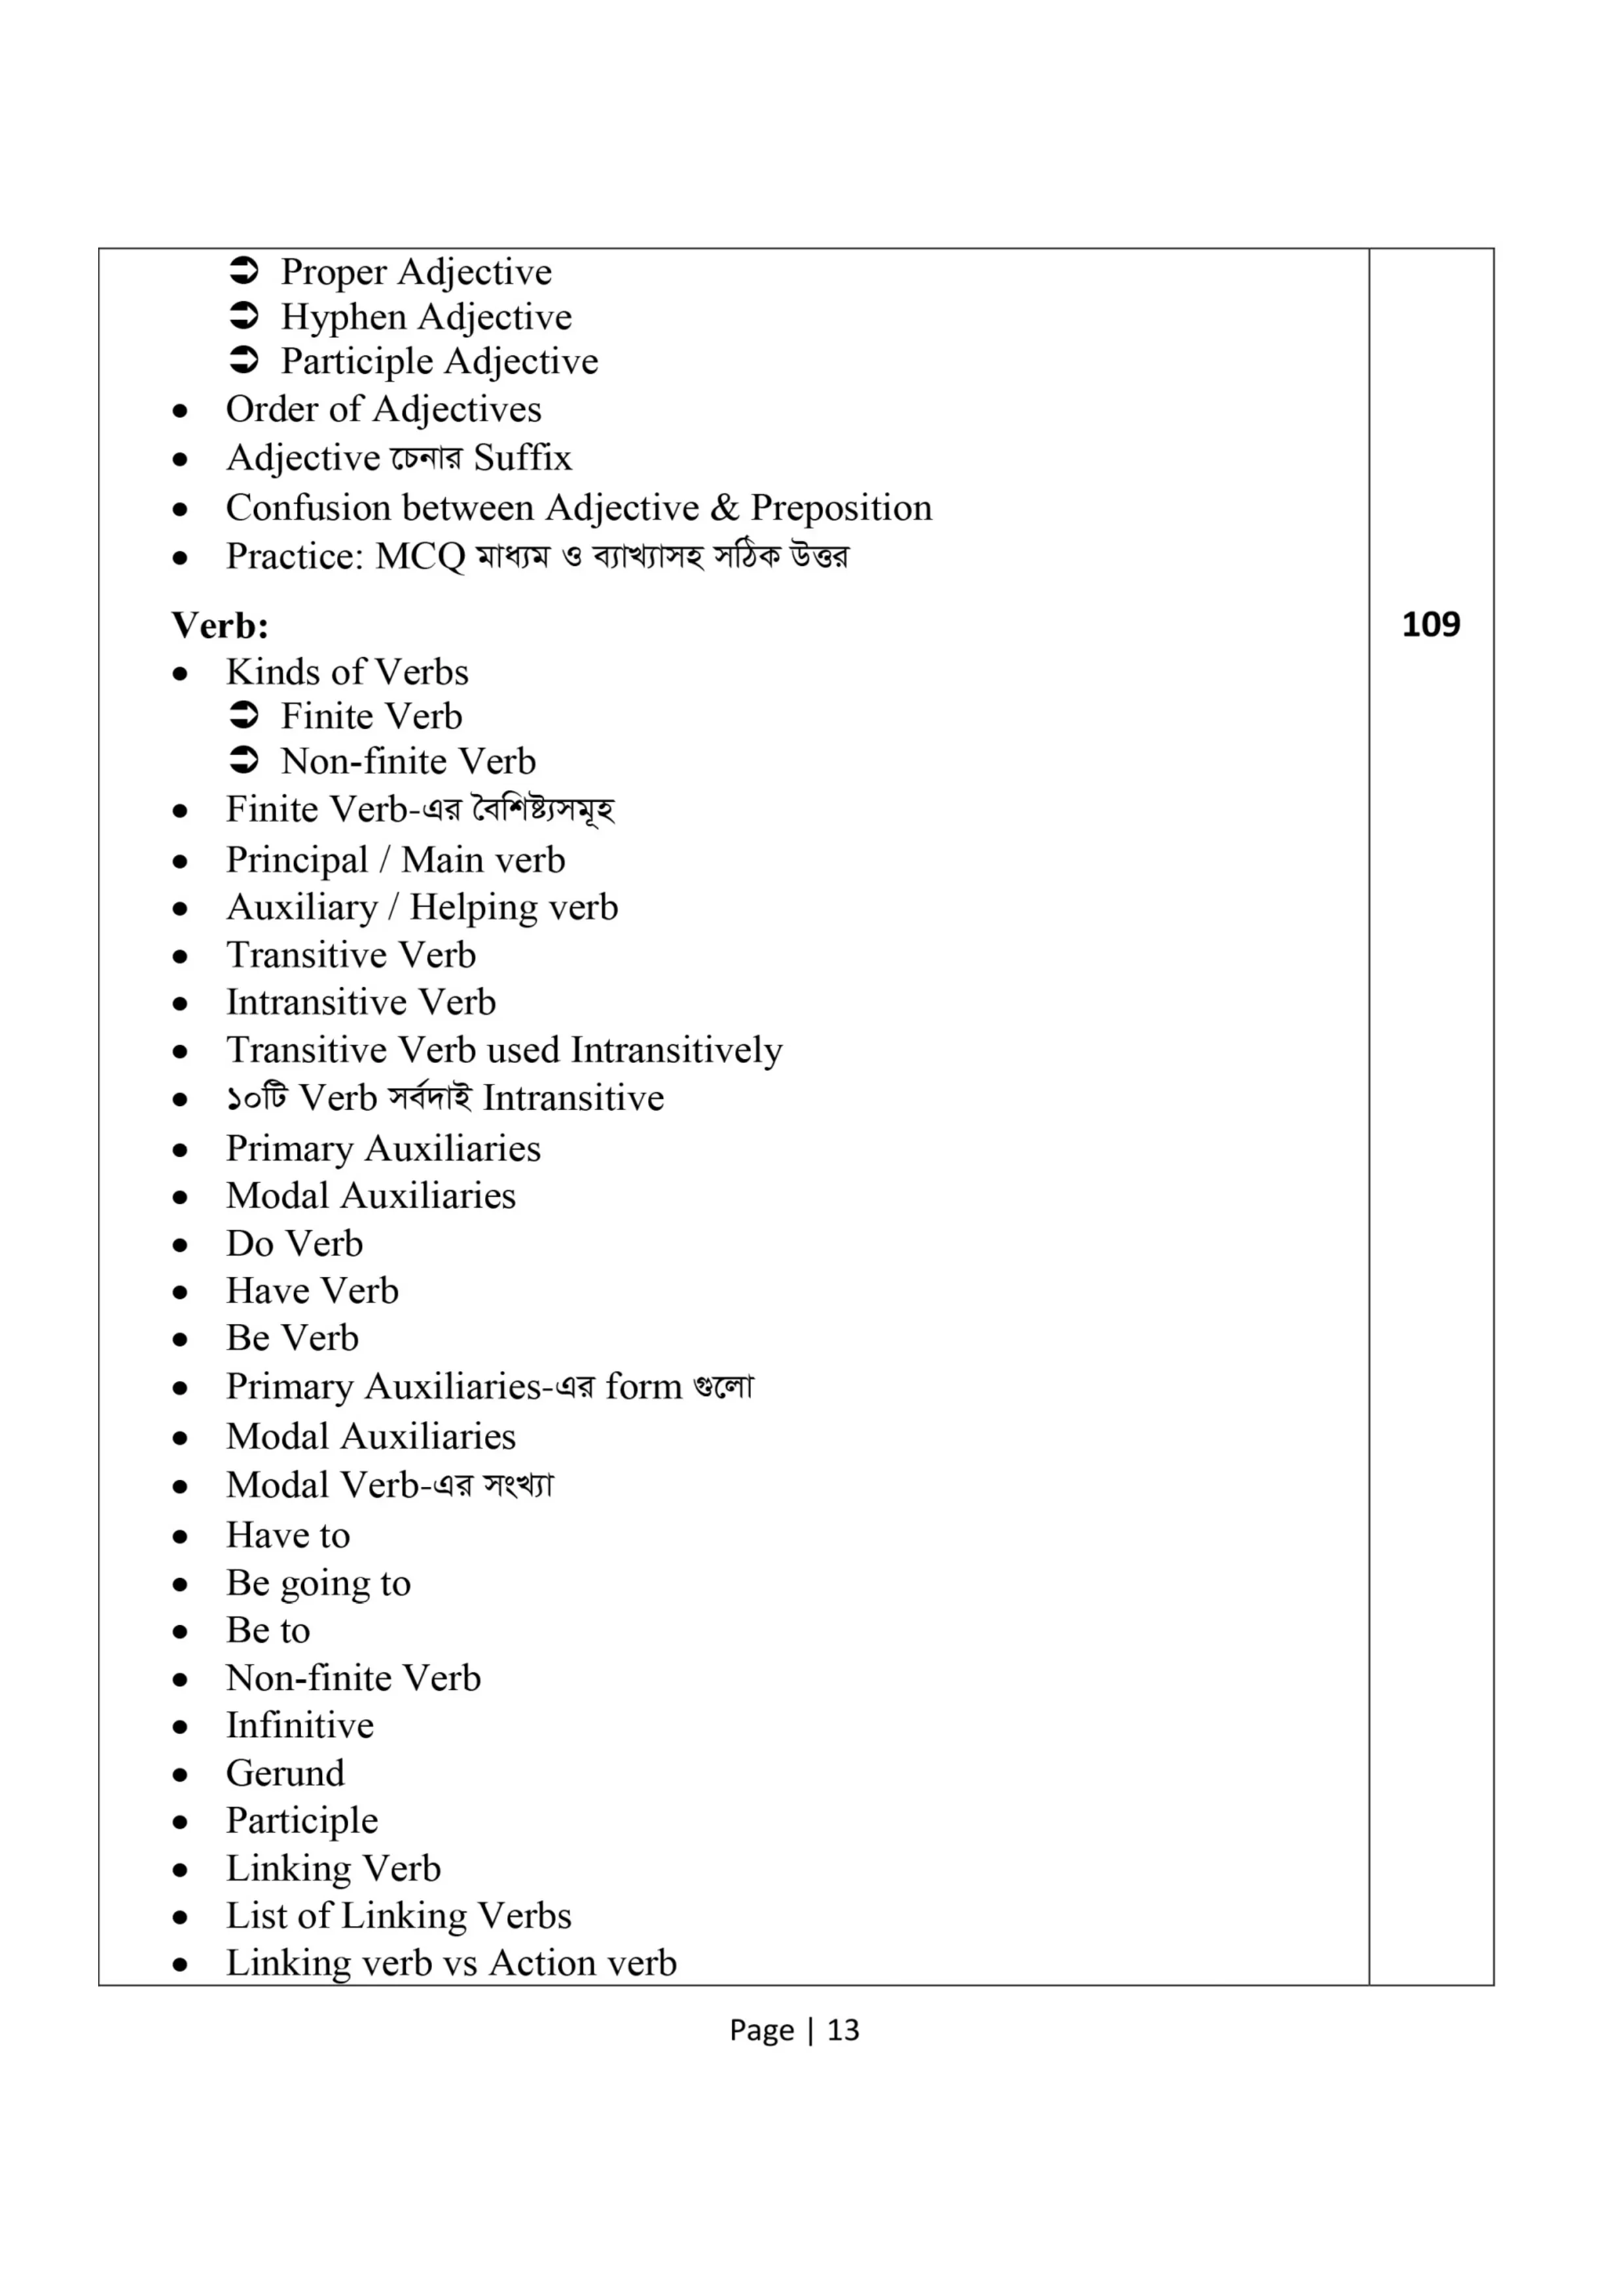 ➲ Proper Adjective
➲ Hyphen Adjective
➲ Participle Adjective
• Order of Adjectives
• Adjective চেনার Suffix
• Confusion between Adjective & Preposition
• Practice: MCQ মাধ্যম ও ব্যাখ্যাসহ সঠিক উত্তর
Verb: 109
• Kinds of Verbs
➲ Finite Verb
➲ Non-finite Verb
• Finite Verb-এর বৈশিষ্ট্যসমূহ
• Principal / Main verb
• Auxiliary / Helping verb
• Transitive Verb
• Intransitive Verb
• Transitive Verb used Intransitively
• ১০টি Verb সর্বদাই Intransitive
• Primary Auxiliaries
• Modal Auxiliaries
• Do Verb
• Have Verb
• Be Verb
• Primary Auxiliaries-এর form গুলো
• Modal Auxiliaries
• Modal Verb-এর সংখ্যা
• Have to
• Be going to
• Be to
• Non-finite Verb
• Infinitive
• Gerund
• Participle
• Linking Verb
• List of Linking Verbs
• Linking verb vs Action verb
Page | 13